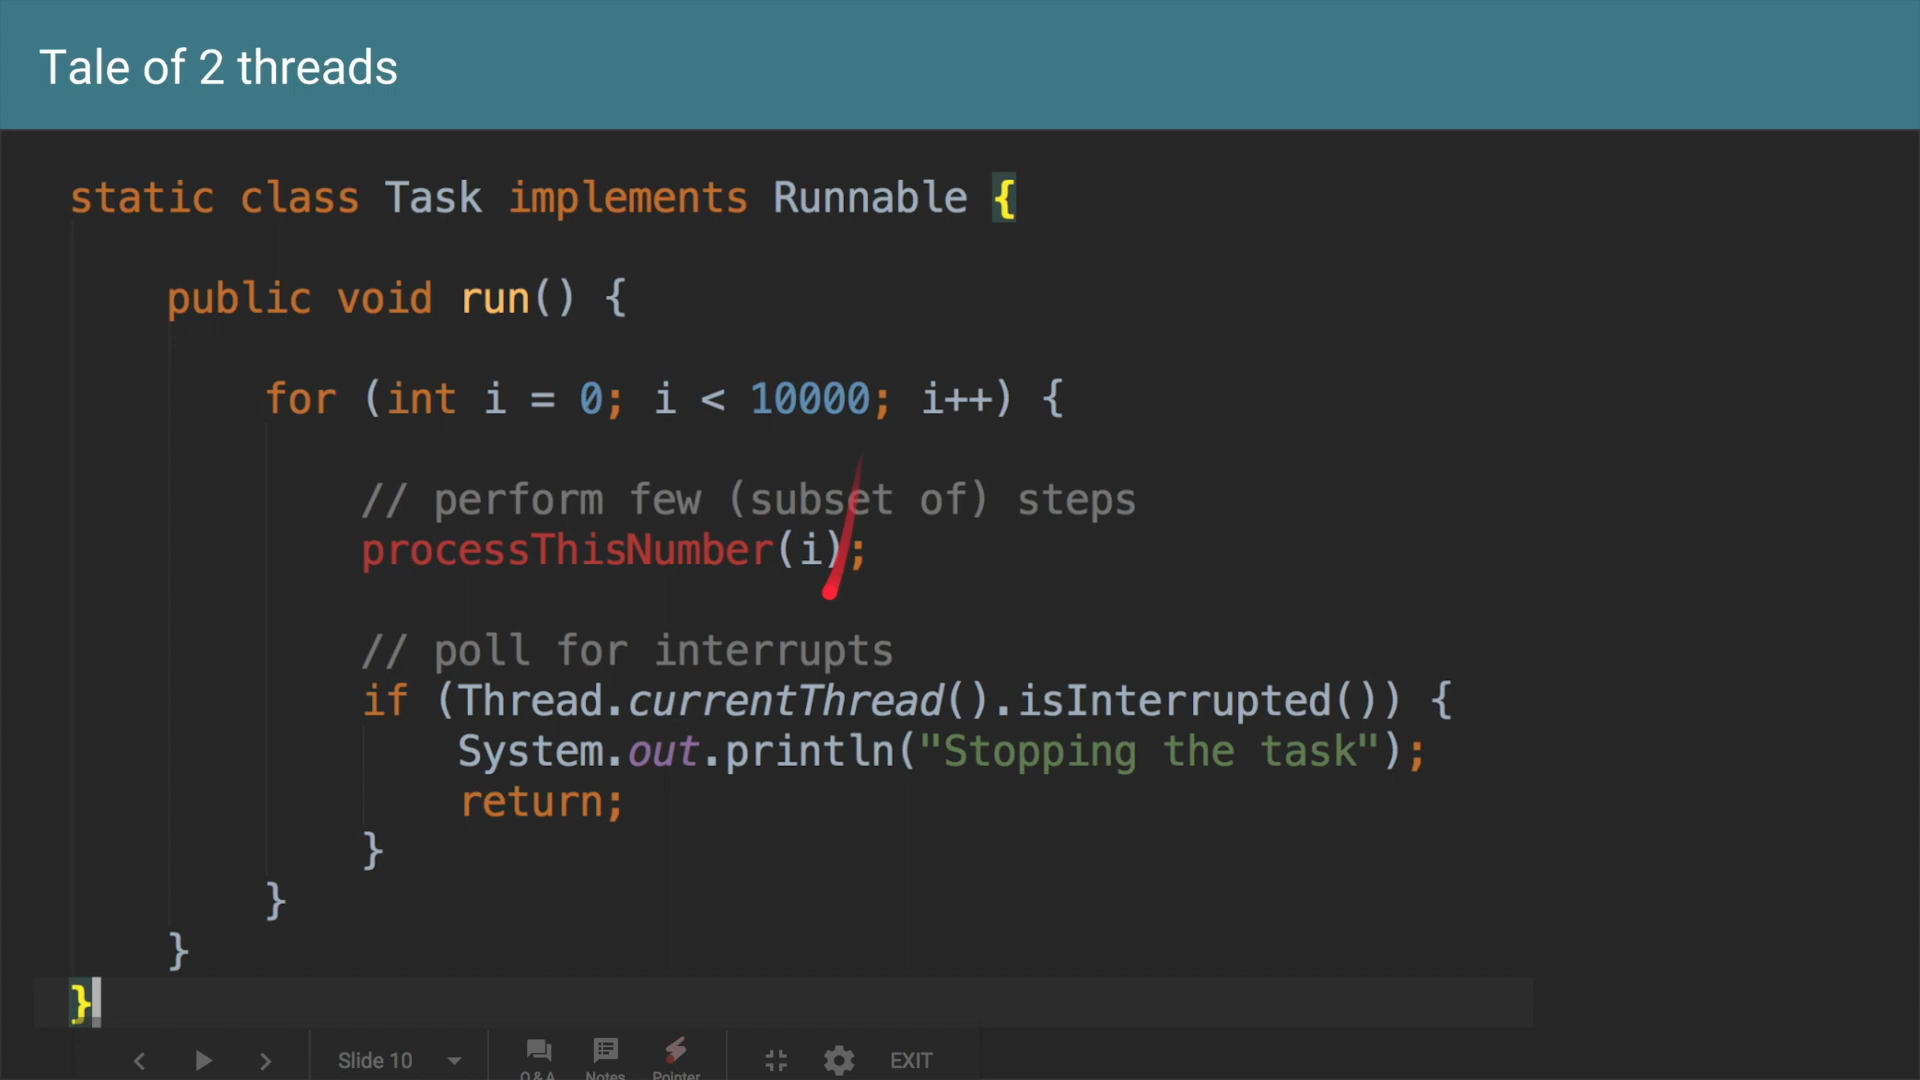 Tale of 2 threads
static class Task implements Runnable {
public void run() {
for (int i = 0; i < 10000; i++) {
// perform few (subset of) steps
processThisNumber(i);
// poll for interrupts
if (Thread.currentThread().isInterrupted()) {
System.out.println("Stopping the task");
return;
}
}
}
}
Slide 10
Q & A
Notes
Pointer
EXIT